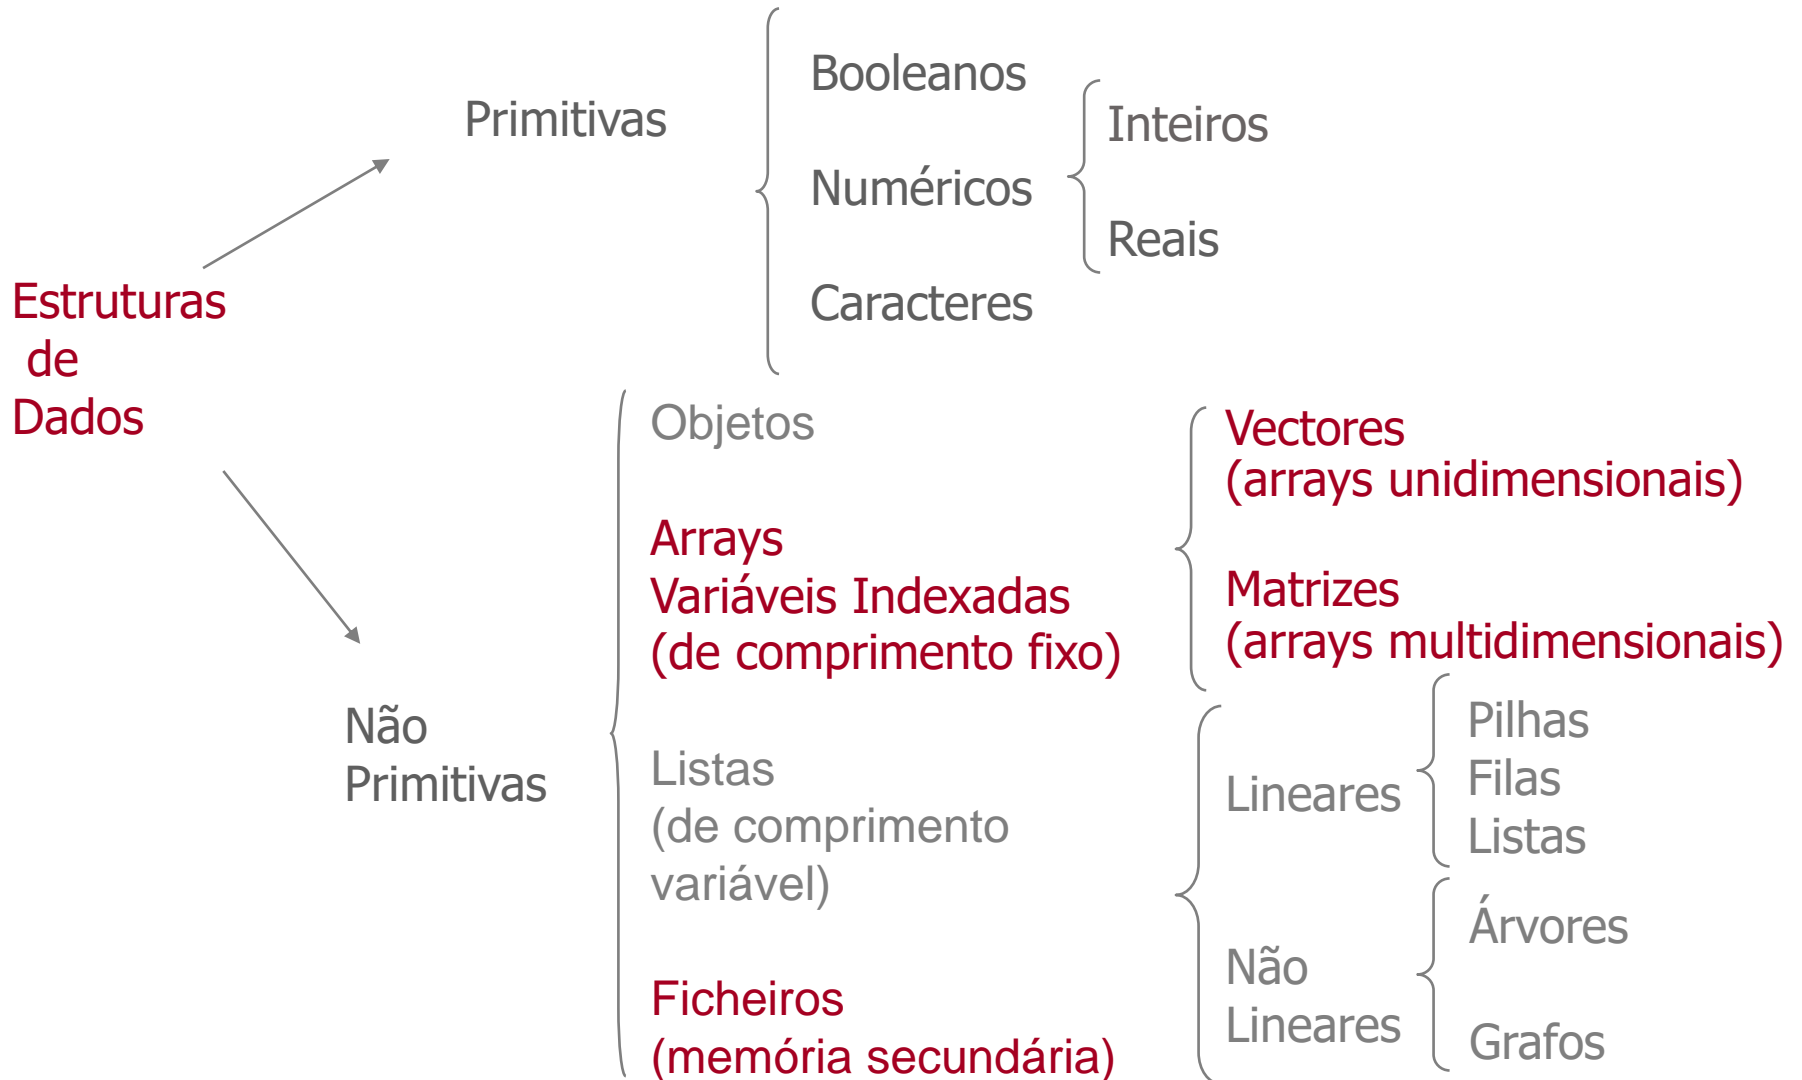 Estruturas
de
Dados
Primitivas
Booleanos
Numéricos
Caracteres
Inteiros
Reais
Não
Primitivas
Objetos
Arrays
Variáveis Indexadas
(de comprimento fixo)
Vectores
(arrays unidimensionais)
Matrizes
(arrays multidimensionais)
Listas
(de comprimento
variável)
Lineares
Pilhas
Filas
Listas
Não
Lineares
Árvores
Grafos
Ficheiros
(memória secundária)